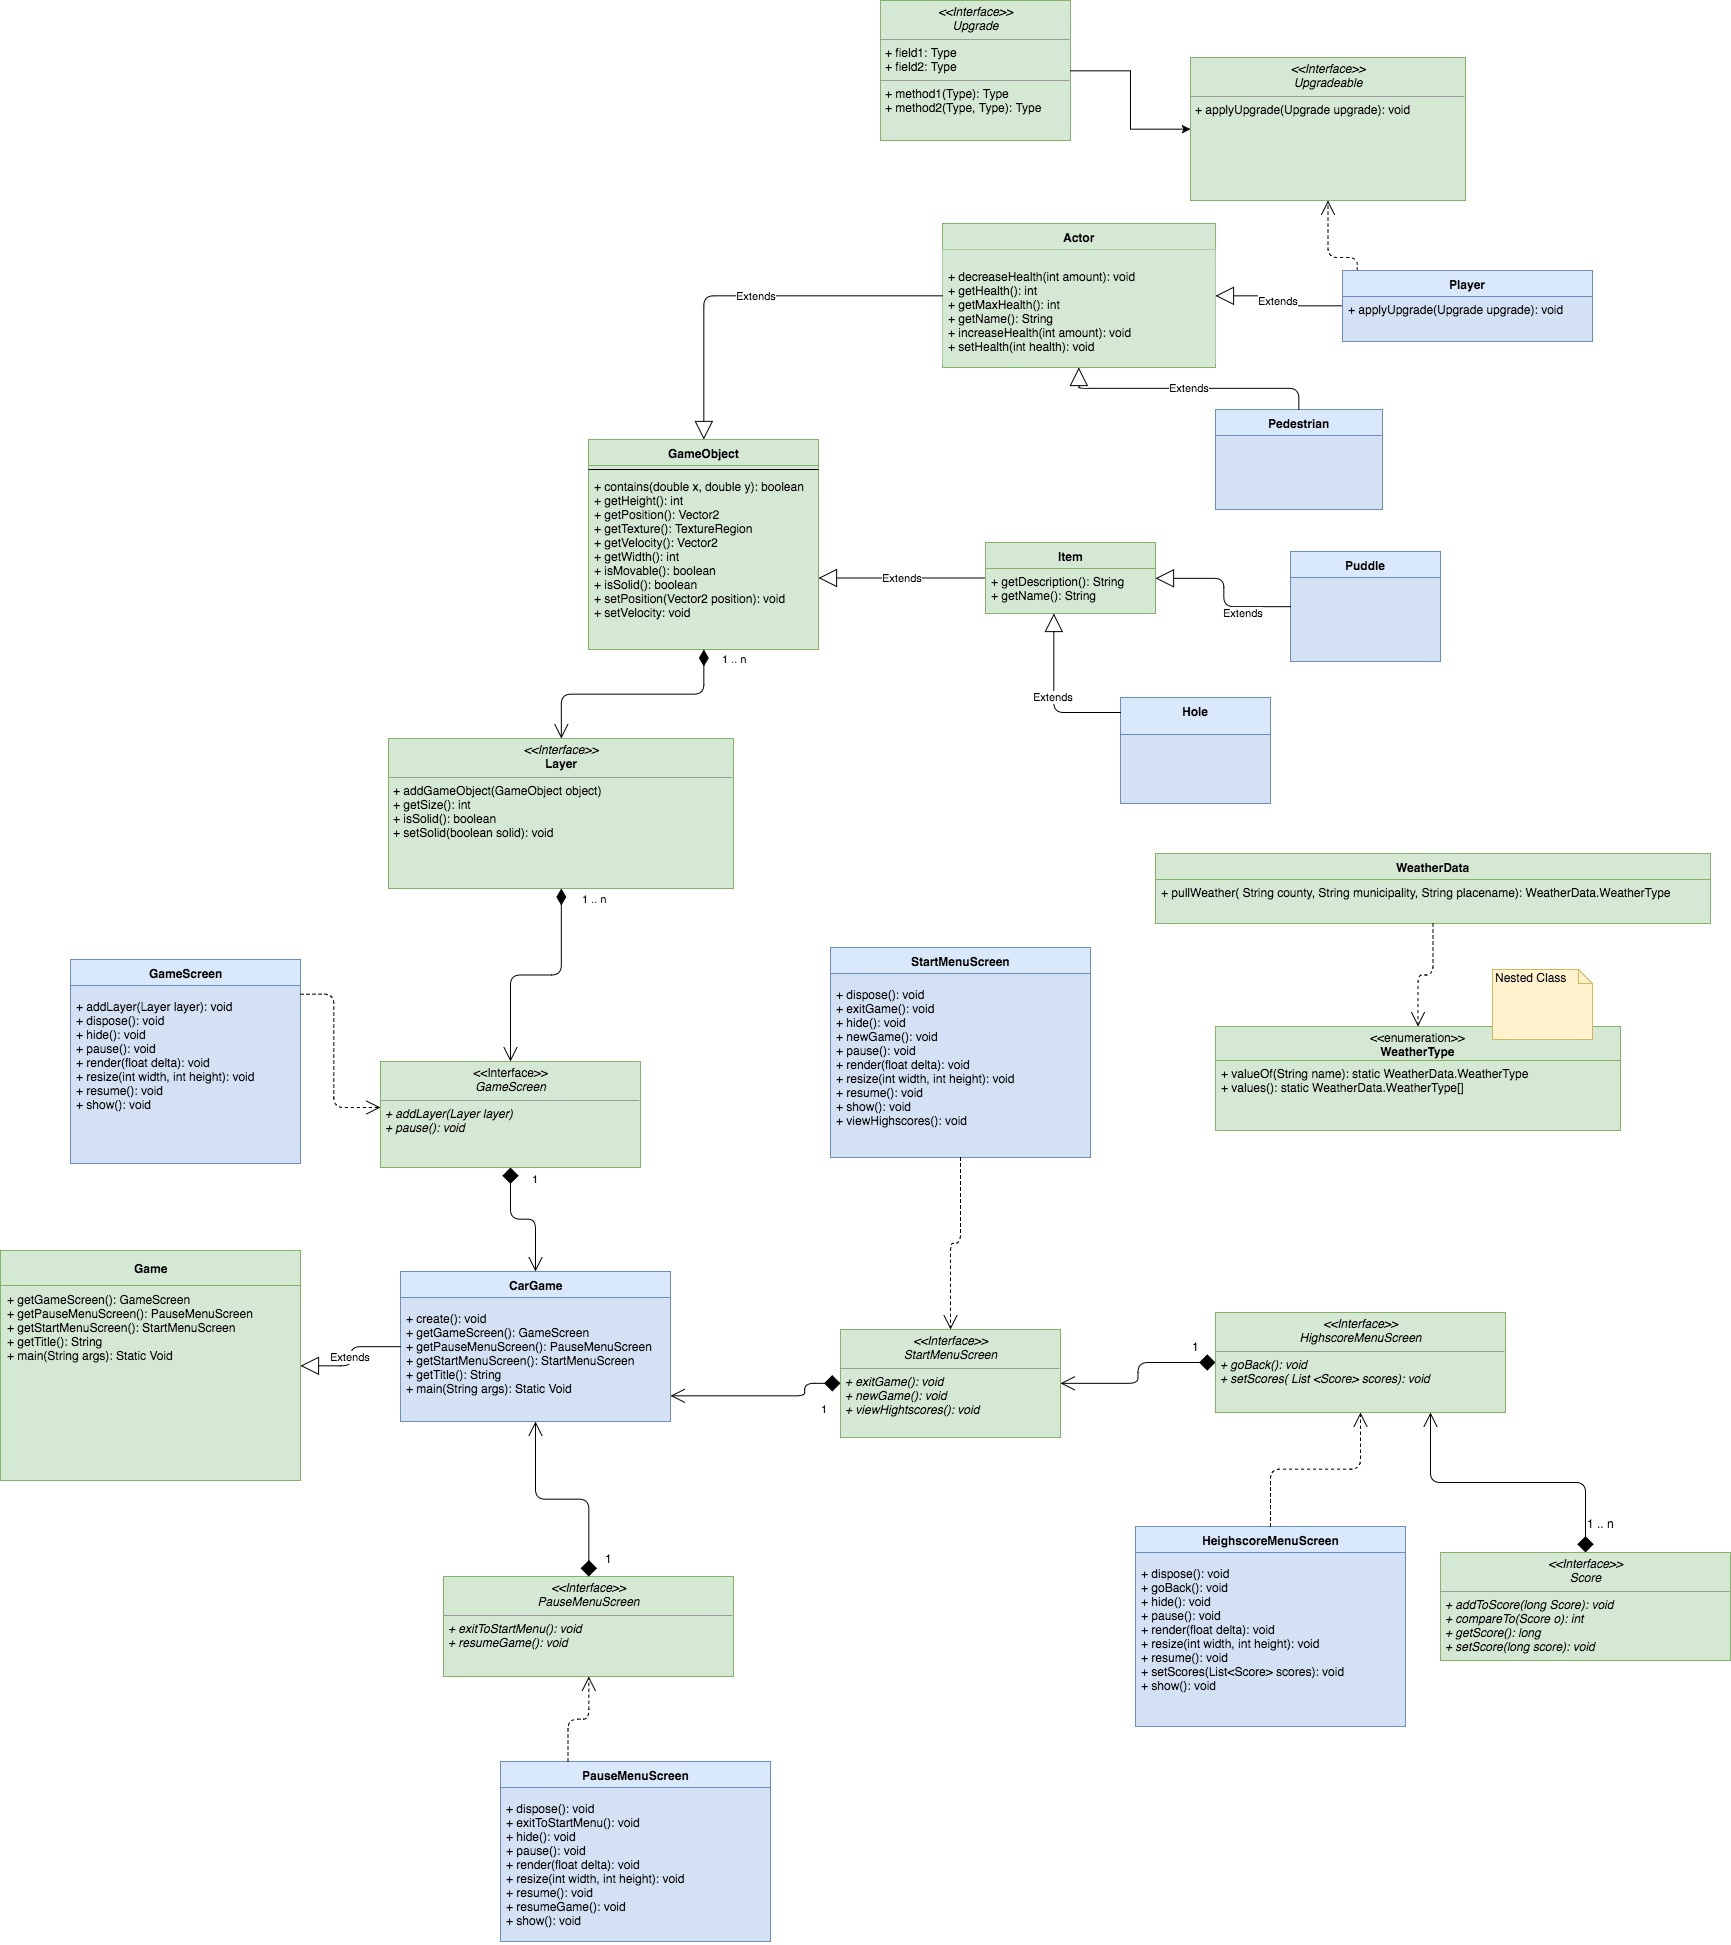 <<Interface>>
Upgrade
+ field1: Type
+ field2: Type
+ method1(Type): Type
+ method2(Type, Type): Type
<<Interface>>
Upgradeable
+ applyUpgrade(Upgrade upgrade): void
Actor
+ decreaseHealth(int amount): void
+ getHealth(): int
+ getMaxHealth(): int
+ getName(): String
+ increaseHealth(int amount): void
+ setHealth(int health): void
Extends
Extends
Player
+ applyUpgrade(Upgrade upgrade): void
Extends
Pedestrian
GameObject
+ contains(double x, double y): boolean
+ getHeight(): int
+ getPosition(): Vector2
+ getTexture(): TextureRegion
+ getVelocity(): Vector2
+ getWidth(): int
+ isMovable(): boolean
+ isSolid(): boolean
+ setPosition(Vector2 position): void
+ setVelocity: void
Extends
Item
+ getDescription(): String
+ getName(): String
Extends
Puddle
Extends
Hole
1 .. n
<<Interface>>
Layer
+ addGameObject(GameObject object)
+ getSize(): int
+ isSolid(): boolean
+ setSolid(boolean solid): void
1 .. n
WeatherData
+ pullWeather( String county, String municipality, String placename): WeatherData.WeatherType
Nested Class
<<enumeration>>
WeatherType
+ valueOf(String name): static WeatherData.WeatherType
+ values(): static WeatherData.WeatherType[]
GameScreen
+ addLayer(Layer layer): void
+ dispose(): void
+ hide(): void
+ pause(): void
+ render(float delta): void
+ resize(int width, int height): void
+ resume(): void
+ show(): void
StartMenuScreen
+ dispose(): void
+ exitGame(): void
+ hide(): void
+ newGame(): void
+ pause(): void
+ render(float delta): void
+ resize(int width, int height): void
+ resume(): void
+ show(): void
+ viewHighscores(): void
<<Interface>>
GameScreen
+ addLayer(Layer layer)
+ pause(): void
1
Game
+ getGameScreen(): GameScreen
+ getPauseMenuScreen(): PauseMenuScreen
+ getStartMenuScreen(): StartMenuScreen
+ getTitle(): String
+ main(String args): Static Void
Extends
CarGame
+ create(): void
+ getGameScreen(): GameScreen
+ getPauseMenuScreen(): PauseMenuScreen
+ getStartMenuScreen(): StartMenuScreen
+ getTitle(): String
+ main(String args): Static Void
1
<<Interface>>
StartMenuScreen
+ exitGame(): void
+ newGame(): void
+ viewHightscores(): void
1
<<Interface>>
HighscoreMenuScreen
+ goBack(): void
+ setScores( List <Score> scores): void
1
<<Interface>>
PauseMenuScreen
+ exitToStartMenu(): void
+ resumeGame(): void
HeighscoreMenuScreen
+ dispose(): void
+ goBack(): void
+ hide(): void
+ pause(): void
+ render(float delta): void
+ resize(int width, int height): void
+ resume(): void
+ setScores(List<Score> scores): void
+ show(): void
1 .. n
<<Interface>>
Score
+ addToScore(long Score): void
+ compareTo(Score o): int
+ getScore(): long
+ setScore(long score): void
PauseMenuScreen
+ dispose(): void
+ exitToStartMenu(): void
+ hide(): void
+ pause(): void
+ render(float delta): void
+ resize(int width, int height): void
+ resume(): void
+ resumeGame(): void
+ show(): void